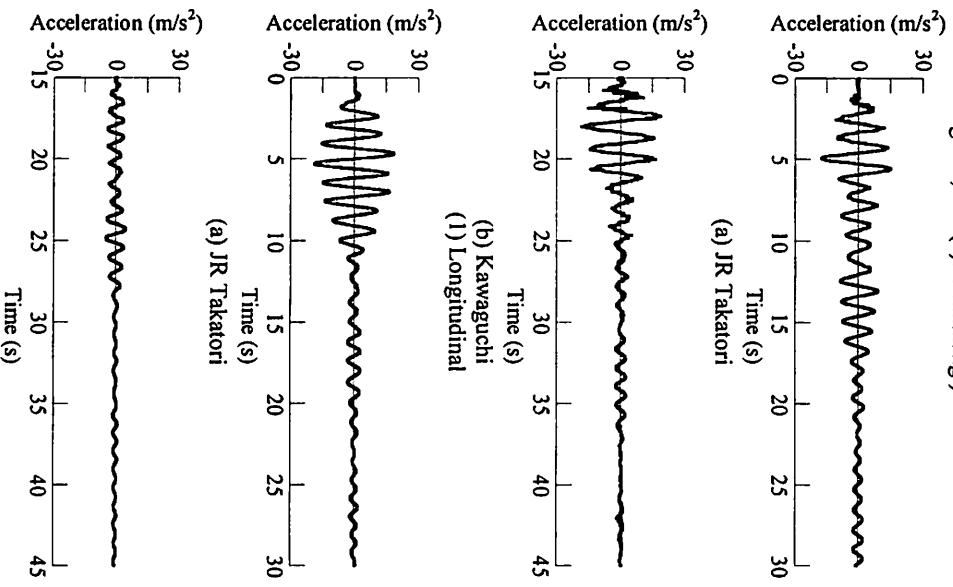 Acceleration (m/s²)
30
0
-30
0 5 10 15 20 25 30
Time (s)
(a) JR Takatori
Acceleration (m/s²)
30
0
-30
15 20 25 30 35 40 45
Time (s)
(b) Kawaguchi
(1) Longitudinal
Acceleration (m/s²)
30
0
-30
0 5 10 15 20 25 30
Time (s)
(a) JR Takatori
Acceleration (m/s²)
30
0
-30
15 20 25 30 35 40 45
Time (s)